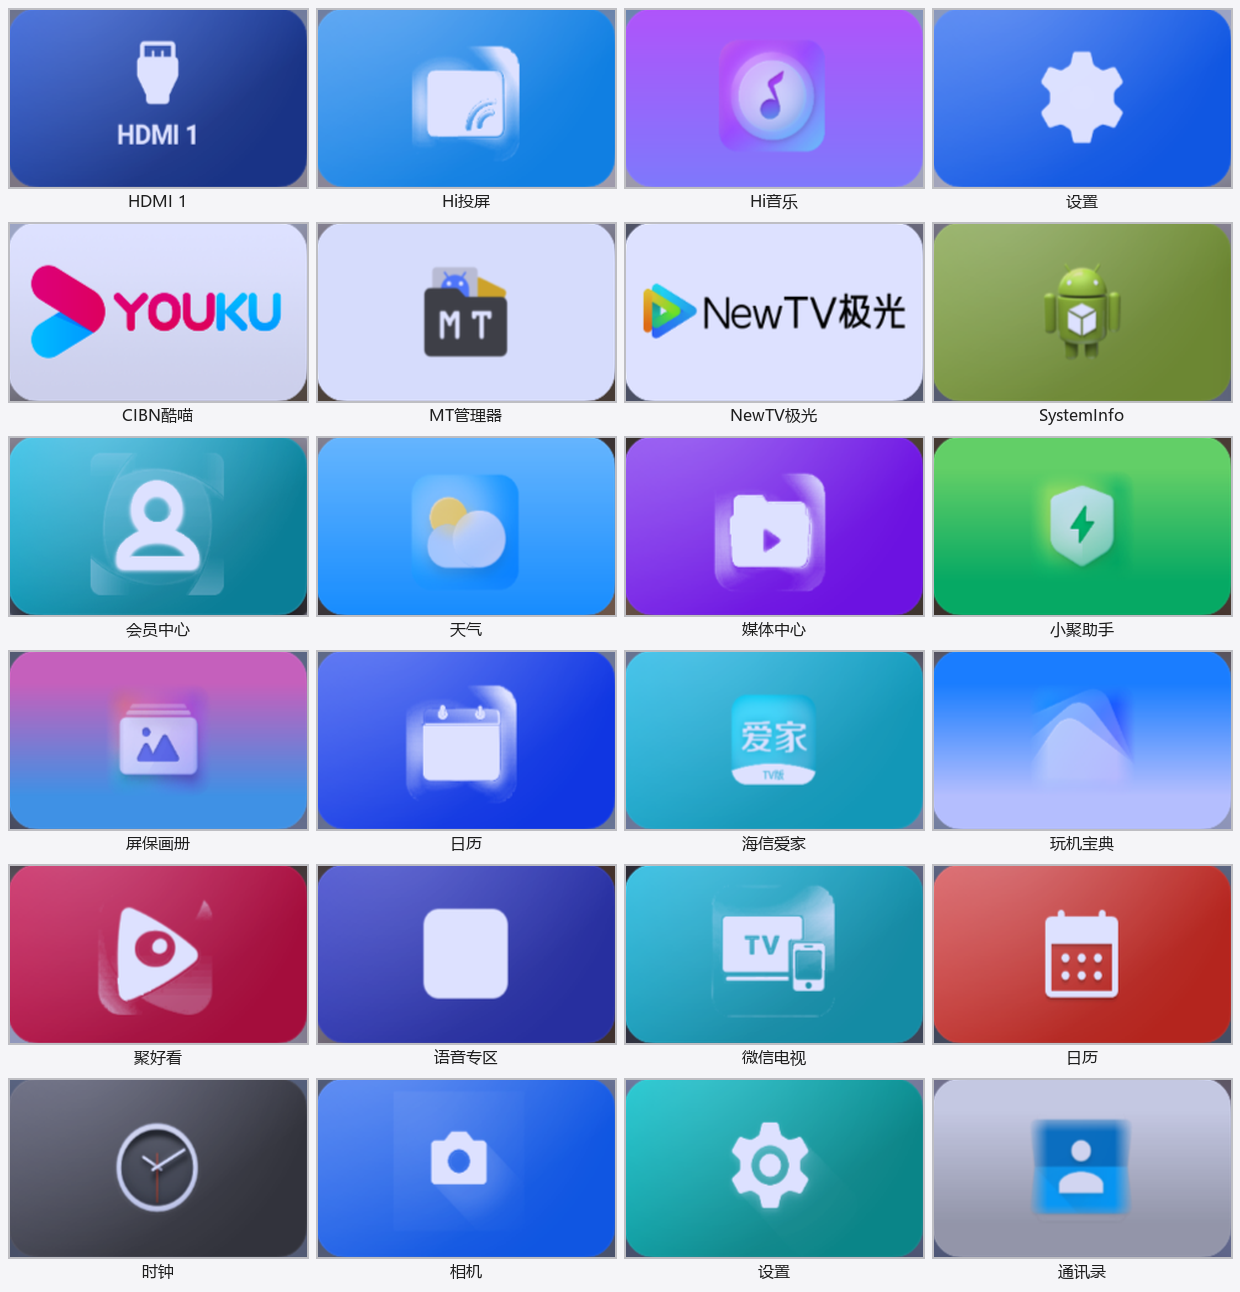 HDMI 1
HDMI 1
Hi投屏
Hi音乐
设置
YOUKU
CIBN酷喵
MT
MT管理器
NewTV极光
NewTV极光
SystemInfo
会员中心
天气
媒体中心
小聚助手
屏保画册
日历
爱家
TV版
海信爱家
玩机宝典
聚好看
语音专区
TV
微信电视
日历
时钟
相机
设置
通讯录